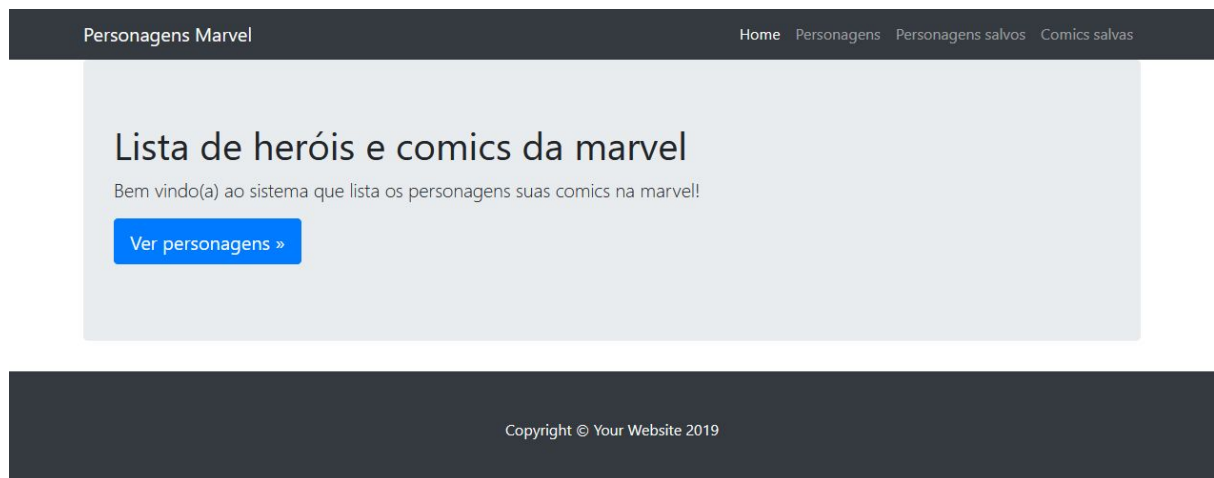 Personagens Marvel
Home Personagens Personagens salvos Comics salvas
Lista de heróis e comics da marvel
Bem vindo(a) ao sistema que lista os personagens suas comics na marvel!
Ver personagens »
Copyright © Your Website 2019